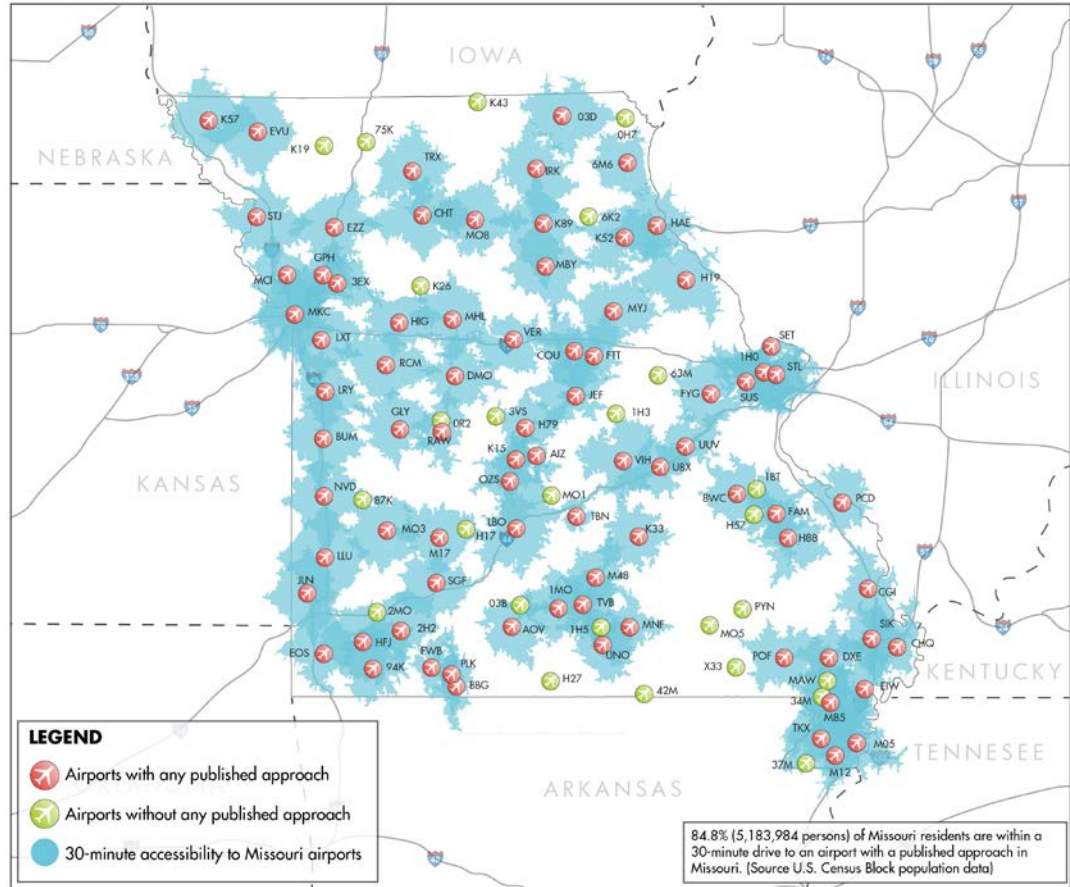 IOWA
K43
K57
EVU
75K
K19
03D
0H7
NEBRASKA
TRX
IRK
6M6
STJ
EZZ
CHT
MO8
K89
6K2
K52
HAE
GPH
MCI
3EX
K26
MBY
H19
MKC
HIG
MHL
MYJ
LXT
VER
SET
RCM
COU
FTT
1H0
STL
DMO
63M
SUS
LRY
JEF
FYG
ILLINOIS
GLY
0R2
3VS
1H3
RAW
H79
BUM
K15
AIZ
UUV
VIH
UBX
KANSAS
OZS
NVD
87K
MO1
8WC
1BT
PCD
MO3
H17
LBO
TBN
H57
FAM
M17
K33
H88
LLU
JLN
SGF
M48
CGI
2MO
03B
1MO
TVB
PYN
HFJ
2H2
AOV
1H5
MNF
MO5
SIK
EOS
FWB
UNO
POF
DXE
CHQ
94K
PLK
X33
KENTUCKY
BBG
H27
42M
MAW
EIW
34M
M85
LEGEND
TKX
M05
TENNESEE
Airports with any published approach
37M
M12
Airports without any published approach
ARKANSAS
30-minute accessibility to Missouri airports
84.8% (5,183,984 persons) of Missouri residents are within a
30-minute drive to an airport with a published approach in
Missouri. (Source U.S. Census Block population data)